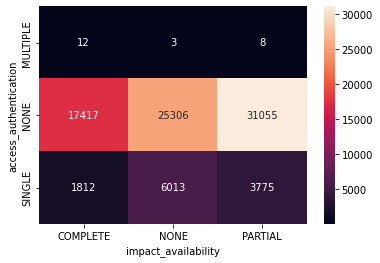 access_authentication
MULTIPLE
NONE
SINGLE
12 3 8
17417 25306 31055
1812 6013 3775
COMPLETE NONE PARTIAL
impact_availability
30000
25000
20000
15000
10000
5000